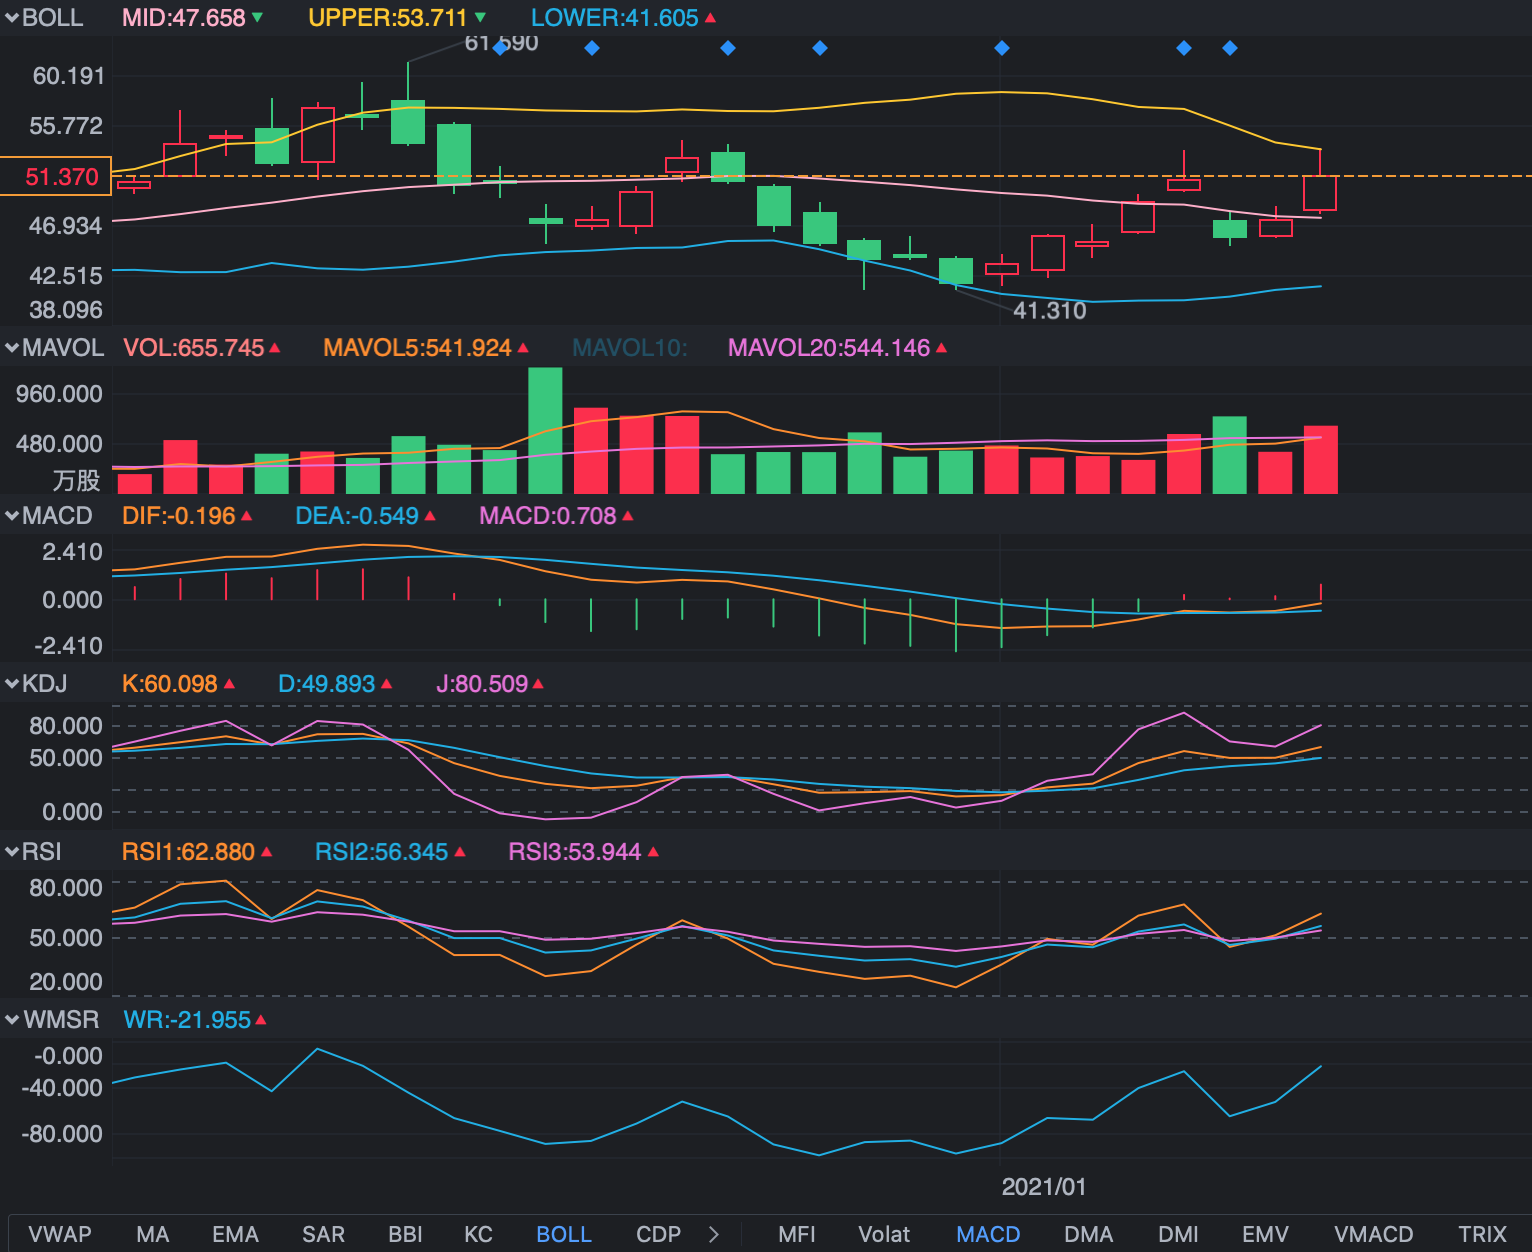 BOLL MID:47.658 UPPER:53.711 LOWER:41.605
61.590
60.191
55.772
51.370
46.934
42.515
38.096
41.310
MAVOL VOL:655.745 MAVOL5:541.924 MAVOL10: MAVOL20:544.146
960.000
480.000
万股
MACD DIF:-0.196 DEA:-0.549 MACD:0.708
2.410
0.000
-2.410
KDJ K:60.098 D:49.893 J:80.509
80.000
50.000
0.000
RSI RSI1:62.880 RSI2:56.345 RSI3:53.944
80.000
50.000
20.000
WMSR WR:-21.955
-0.000
-40.000
-80.000
2021/01
VWAP MA EMA SAR BBI KC BOLL CDP > MFI Volat MACD DMA DMI EMV VMACD TRIX